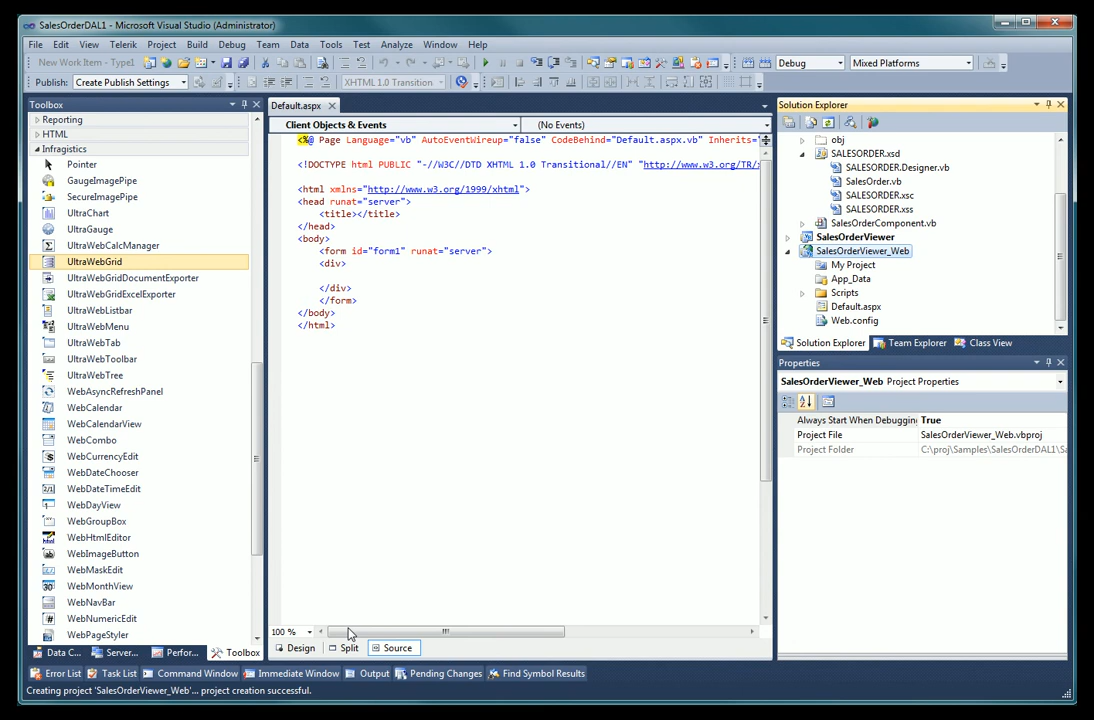 SalesOrderDAL1 - Microsoft Visual Studio (Administrator)
File Edit View Telerik Project Build Debug Team Data Tools Test Analyze Window Help
New Work Item - Type1 Debug Mixed Platforms
Publish: Create Publish Settings XHTML 1.0 Transition
Toolbox
Reporting
HTML
Infragistics
Pointer
GaugeImagePipe
SecureImagePipe
UltraChart
UltraGauge
UltraWebCalcManager
UltraWebGrid
UltraWebGridDocumentExporter
UltraWebGridExcelExporter
UltraWebListbar
UltraWebMenu
UltraWebTab
UltraWebToolbar
UltraWebTree
WebAsyncRefreshPanel
WebCalendar
WebCalendarView
WebCombo
WebCurrencyEdit
WebDateChooser
WebDateTimeEdit
WebDayView
WebGroupBox
WebHtmlEditor
WebImageButton
WebMaskEdit
WebMonthView
WebNavBar
WebNumericEdit
WebPageStyler
Data C... Server... Perfor... Toolbox
Default.aspx
Client Objects & Events (No Events)
<%@ Page Language="vb" AutoEventWireup="false" CodeBehind="Default.aspx.vb" Inherits="
<!DOCTYPE html PUBLIC "-//W3C//DTD XHTML 1.0 Transitional//EN" "http://www.w3.org/TR/x
<html xmlns="http://www.w3.org/1999/xhtml">
<head runat="server">
<title></title>
</head>
<body>
<form id="form1" runat="server">
<div>
</div>
</form>
</body>
</html>
100 %
Design Split Source
Solution Explorer
obj
SALESORDER.xsd
SALESORDER.Designer.vb
SalesOrder.vb
SALESORDER.xsc
SALESORDER.xss
SalesOrderComponent.vb
SalesOrderViewer
SalesOrderViewer_Web
My Project
App_Data
Scripts
Default.aspx
Web.config
Solution Explorer Team Explorer Class View
Properties
SalesOrderViewer_Web Project Properties
Always Start When Debugging True
Project File SalesOrderViewer_Web.vbproj
Project Folder C:\proj\Samples\SalesOrderDAL1\Sa
Error List Task List Command Window Immediate Window Output Pending Changes Find Symbol Results
Creating project 'SalesOrderViewer_Web'... project creation successful.